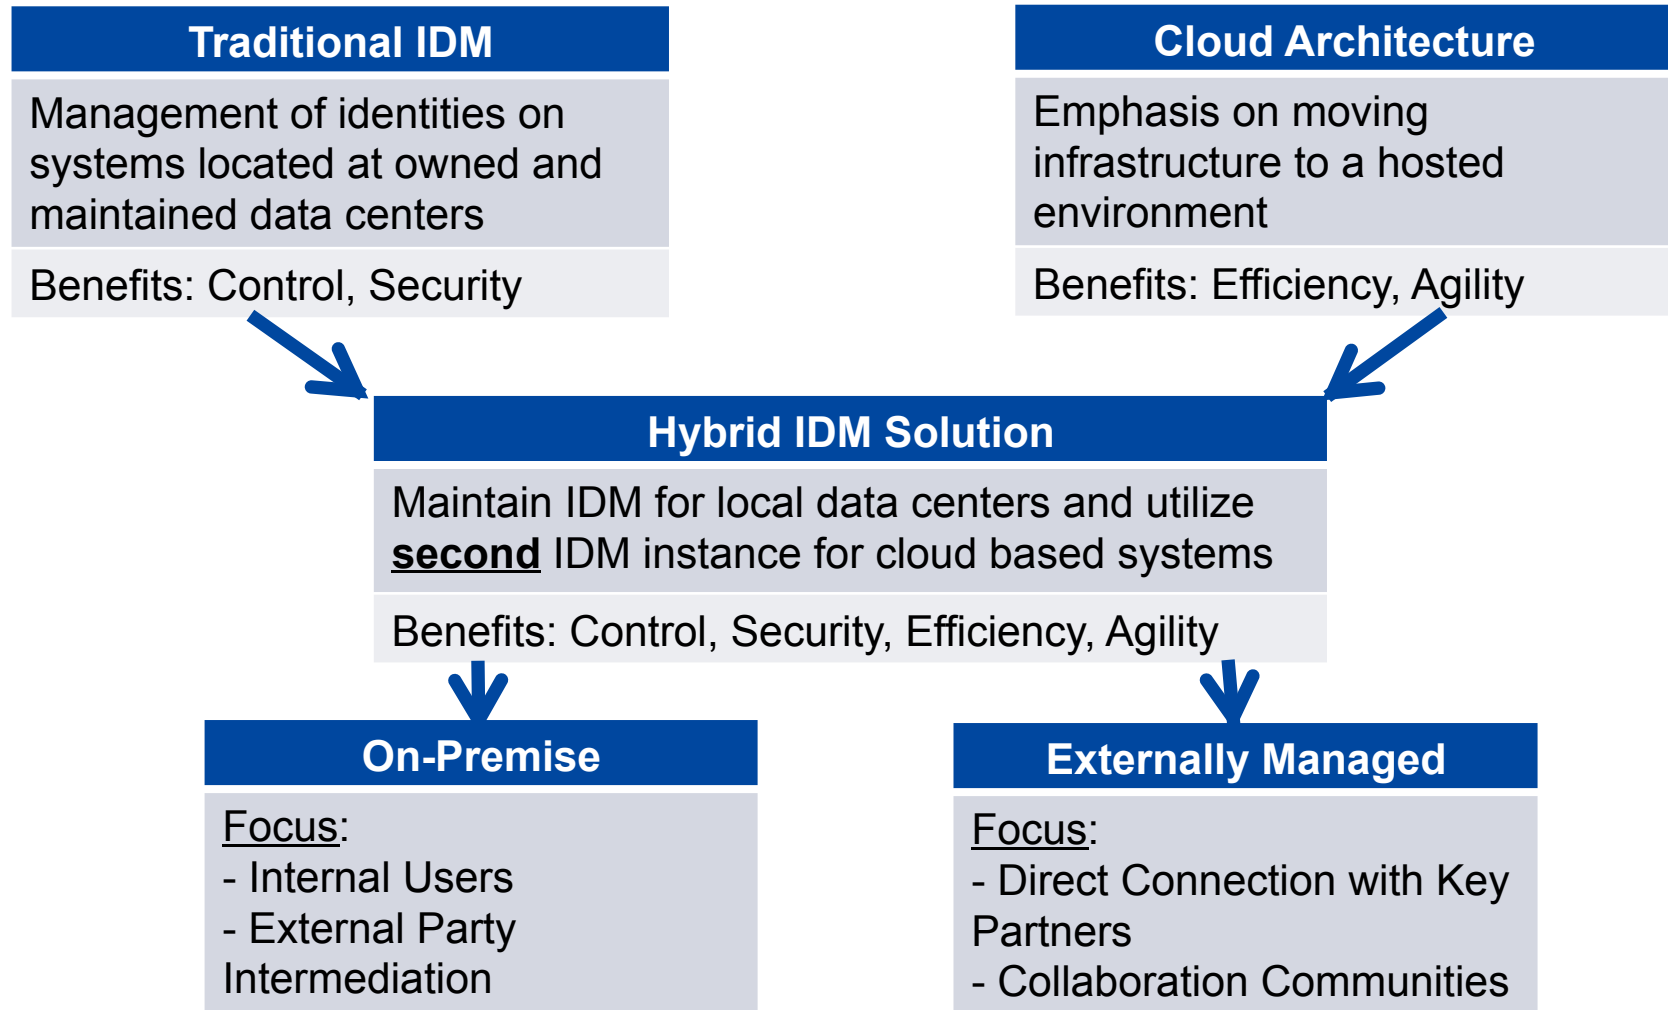 Traditional IDM
Management of identities on
systems located at owned and
maintained data centers
Benefits: Control, Security
Cloud Architecture
Emphasis on moving
infrastructure to a hosted
environment
Benefits: Efficiency, Agility
Hybrid IDM Solution
Maintain IDM for local data centers and utilize
second IDM instance for cloud based systems
Benefits: Control, Security, Efficiency, Agility
On-Premise
Focus:
- Internal Users
- External Party
Intermediation
Externally Managed
Focus:
- Direct Connection with Key
Partners
- Collaboration Communities